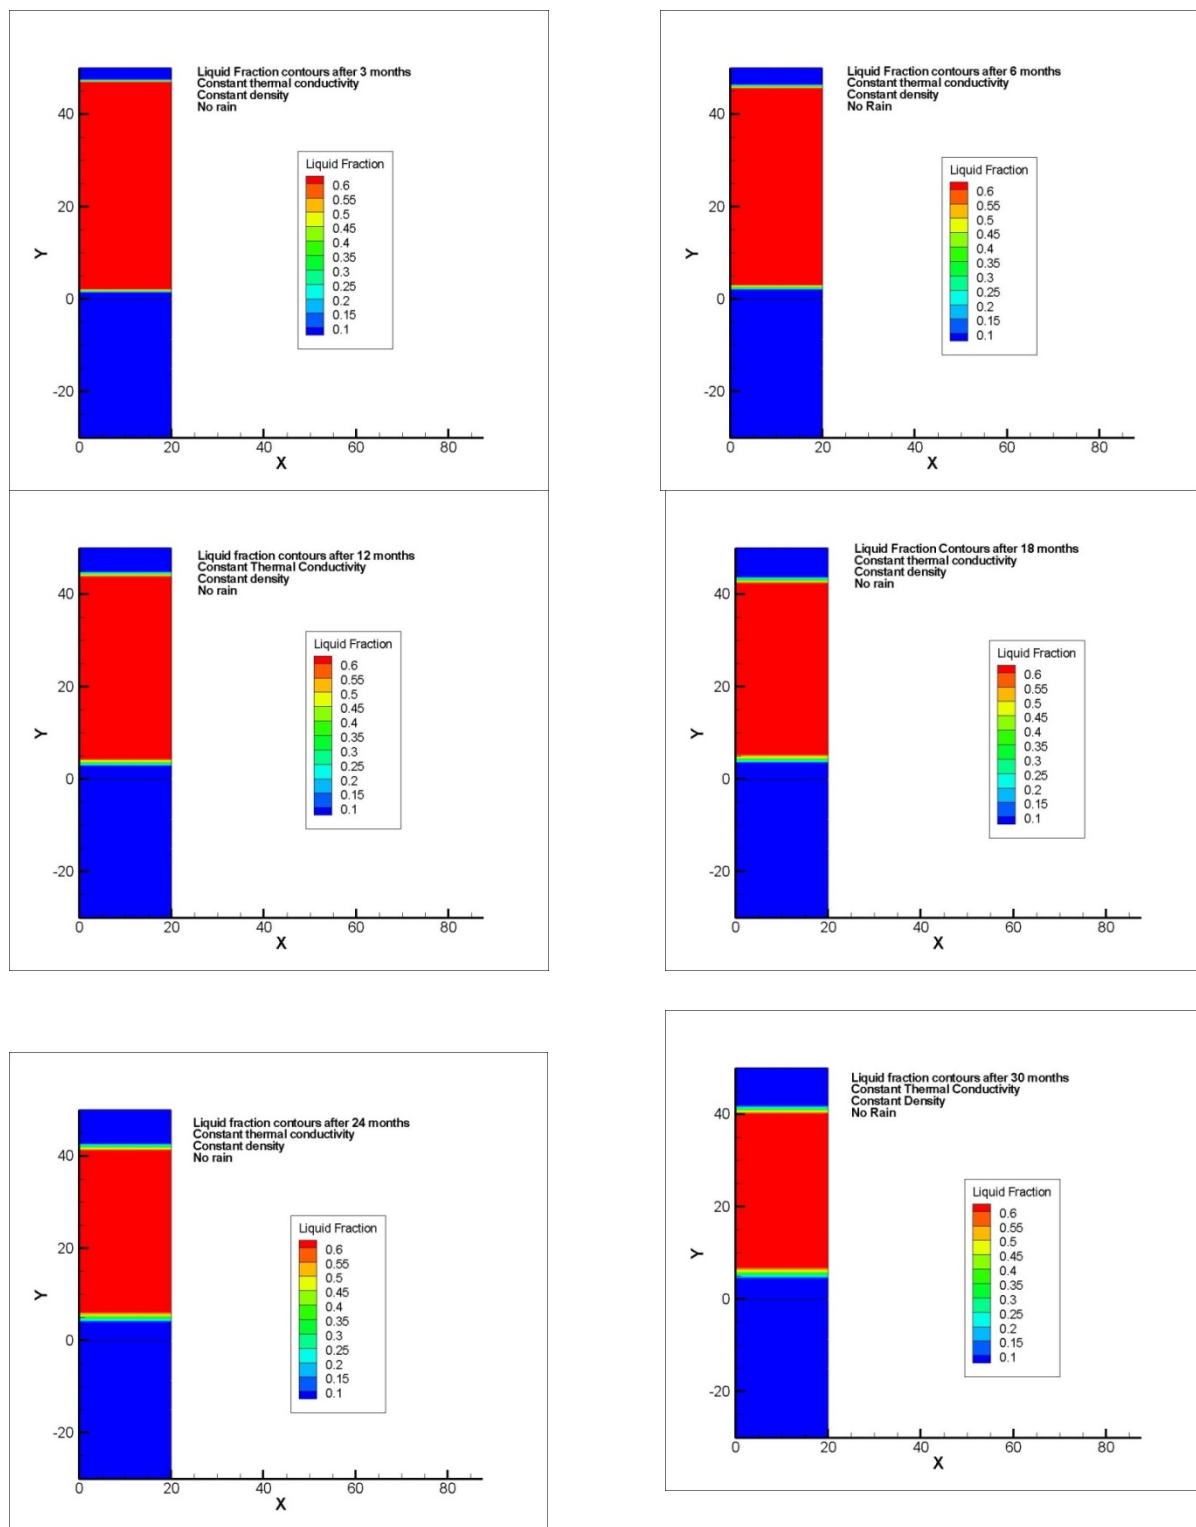 Liquid Fraction contours after 3 months
Constant thermal conductivity
Constant density
No rain
40
20
0
-20
Y
0 20 40 60 80
X
Liquid Fraction
0.6
0.55
0.5
0.45
0.4
0.35
0.3
0.25
0.2
0.15
0.1
Liquid Fraction contours after 6 months
Constant thermal conductivity
Constant density
No Rain
40
20
0
-20
Y
0 20 40 60 80
X
Liquid Fraction
0.6
0.55
0.5
0.45
0.4
0.35
0.3
0.25
0.2
0.15
0.1
Liquid fraction contours after 12 months
Constant Thermal Conductivity
Constant density
No rain
40
20
0
-20
Y
0 20 40 60 80
X
Liquid Fraction
0.6
0.55
0.5
0.45
0.4
0.35
0.3
0.25
0.2
0.15
0.1
Liquid Fraction Contours after 18 months
Constant thermal conductivity
Constant density
No rain
40
20
0
-20
Y
0 20 40 60 80
X
Liquid Fraction
0.6
0.55
0.5
0.45
0.4
0.35
0.3
0.25
0.2
0.15
0.1
Liquid fraction contours after 24 months
Constant thermal conductivity
Constant density
No rain
40
20
0
-20
Y
0 20 40 60 80
X
Liquid Fraction
0.6
0.55
0.5
0.45
0.4
0.35
0.3
0.25
0.2
0.15
0.1
Liquid fraction contours after 30 months
Constant Thermal Conductivity
Constant Density
No Rain
40
20
0
-20
Y
0 20 40 60 80
X
Liquid Fraction
0.6
0.55
0.5
0.45
0.4
0.35
0.3
0.25
0.2
0.15
0.1